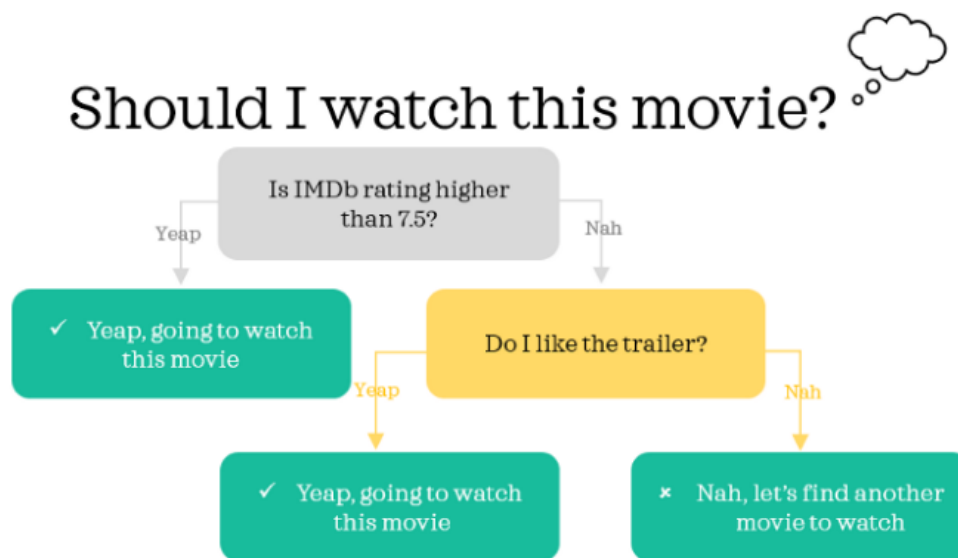 Should I watch this movie?
Is IMDb rating higher
than 7.5?
Yeap
Nah
✓ Yeap, going to watch
this movie
Do I like the trailer?
Yeap
Nah
✓ Yeap, going to watch
this movie
× Nah, let's find another
movie to watch